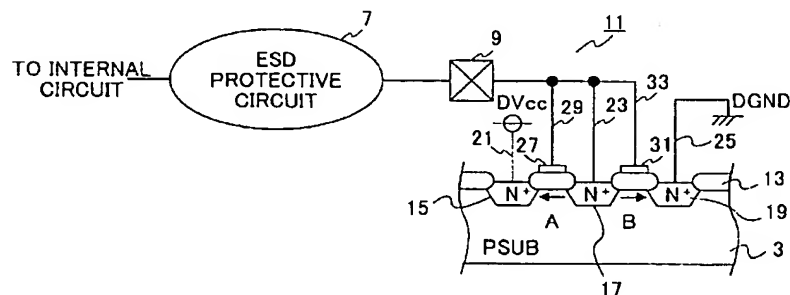 7
9
11
TO INTERNAL
CIRCUIT
ESD
PROTECTIVE
CIRCUIT
DVcc
29
23
33
DGND
21
27
31
25
15
N+
N+
N+
13
19
A
B
PSUB
3
17